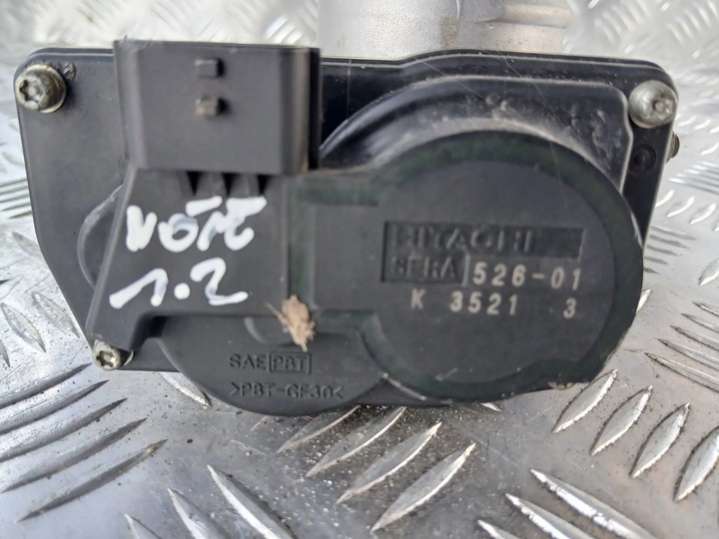 NOTE
1.2
HITACHI
SERA 526-01
K 3521 3
SAE PBT
>PBT-GF30<